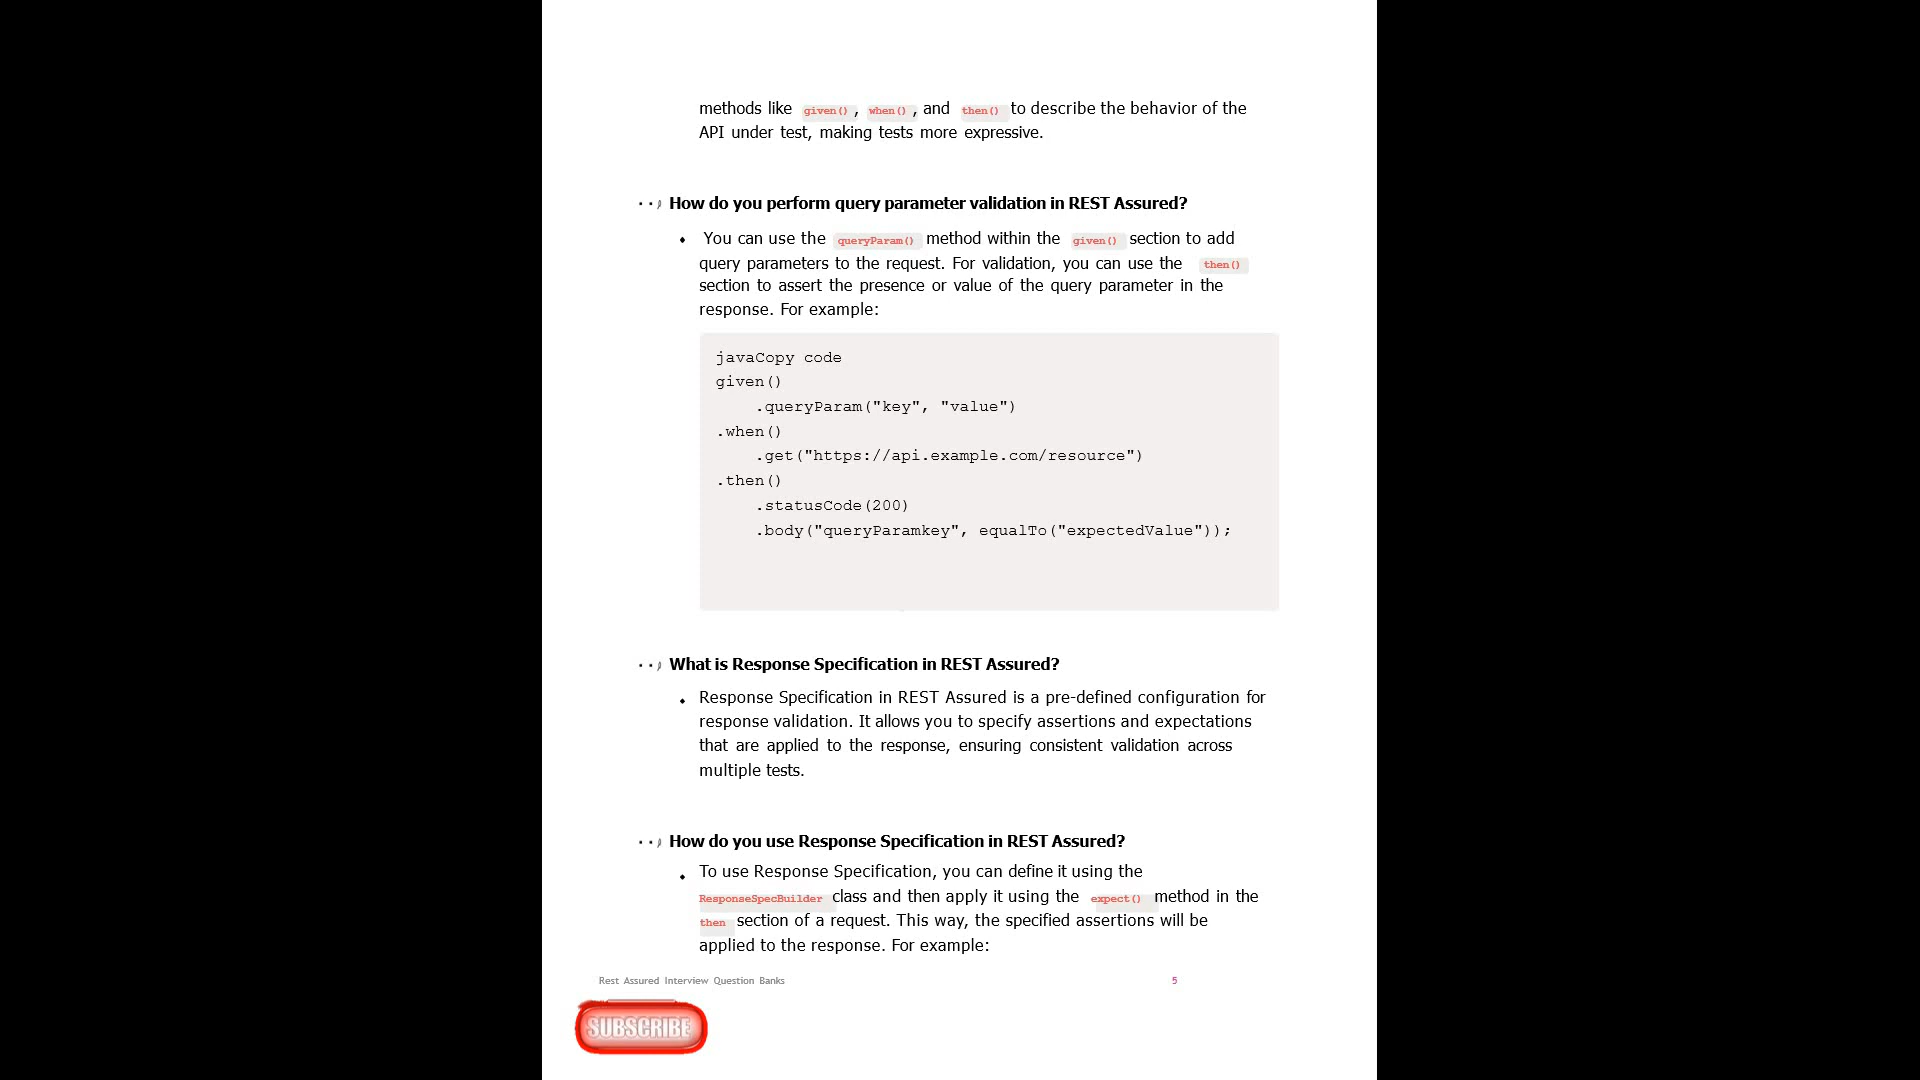 methods like given() , when() , and then() to describe the behavior of the
API under test, making tests more expressive.
How do you perform query parameter validation in REST Assured?
You can use the queryParam() method within the given() section to add
query parameters to the request. For validation, you can use the then()
section to assert the presence or value of the query parameter in the
response. For example:
javaCopy code
given()
.queryParam("key", "value")
.when()
.get("https://api.example.com/resource")
.then()
.statusCode(200)
.body("queryParamkey", equalTo("expectedValue"));
What is Response Specification in REST Assured?
Response Specification in REST Assured is a pre-defined configuration for
response validation. It allows you to specify assertions and expectations
that are applied to the response, ensuring consistent validation across
multiple tests.
How do you use Response Specification in REST Assured?
To use Response Specification, you can define it using the
ResponseSpecBuilder class and then apply it using the expect() method in the
then section of a request. This way, the specified assertions will be
applied to the response. For example:
Rest Assured Interview Question Banks 5
SUBSCRIBE